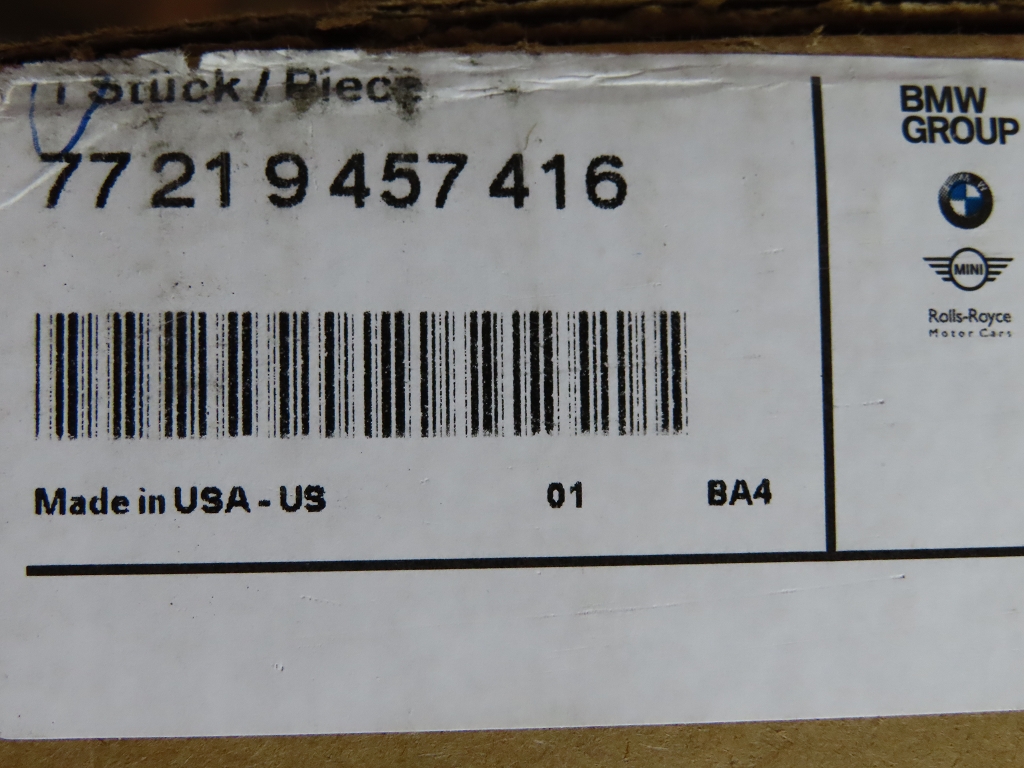 1 Stück / Piece
77 21 9 457 416
Made in USA - US 01 BA4
BMW
GROUP
MINI
Rolls-Royce
Motor Cars